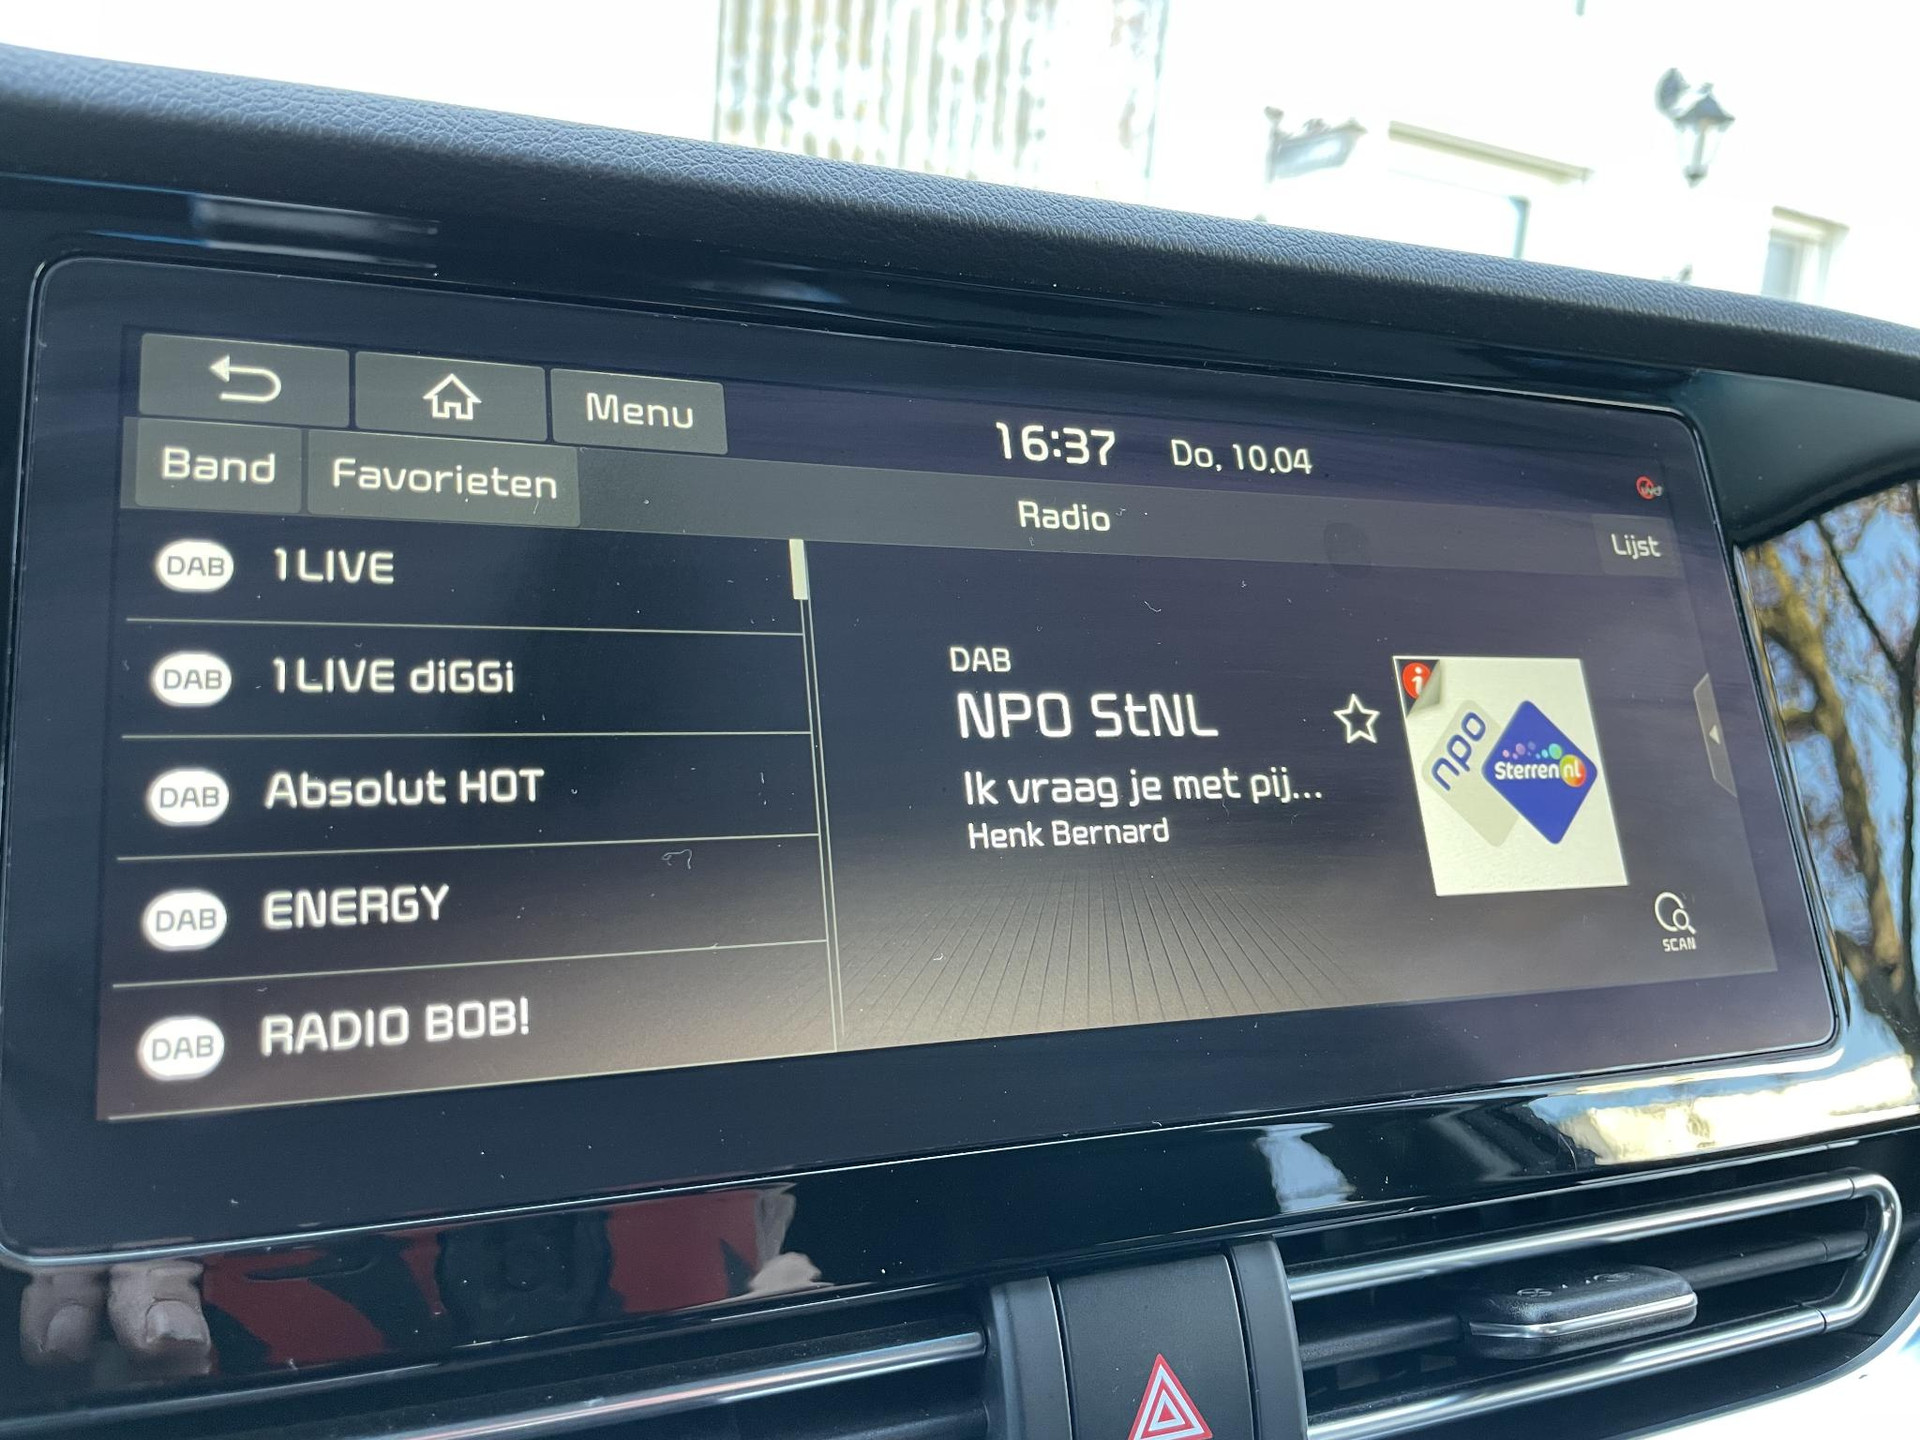 Menu
16:37 Do, 10.04
Band Favorieten
Radio
Lijst
DAB 1LIVE
DAB 1LIVE diGGi
DAB Absolut HOT
DAB ENERGY
DAB RADIO BOB!
DAB
NPO StNL
Ik vraag je met pij...
Henk Bernard
npo
Sterren nl
SCAN